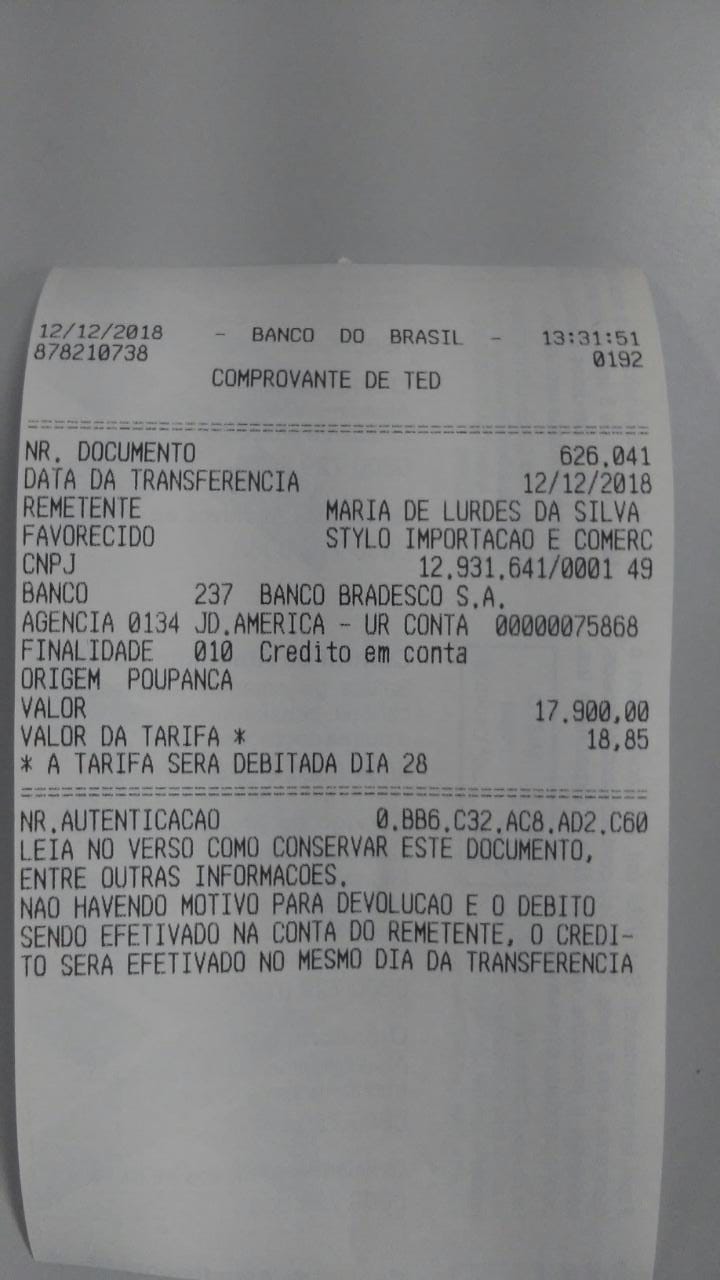 12/12/2018 - BANCO DO BRASIL - 13:31:51
878210738 0192
COMPROVANTE DE TED
NR. DOCUMENTO 626.041
DATA DA TRANSFERENCIA 12/12/2018
REMETENTE MARIA DE LURDES DA SILVA
FAVORECIDO STYLO IMPORTACAO E COMERC
CNPJ 12.931.641/0001 49
BANCO 237 BANCO BRADESCO S.A.
AGENCIA 0134 JD.AMERICA - UR CONTA 00000075868
FINALIDADE 010 Credito em conta
ORIGEM POUPANCA
VALOR 17.900,00
VALOR DA TARIFA * 18,85
* A TARIFA SERA DEBITADA DIA 28
NR.AUTENTICACAO 0.BB6.C32.AC8.AD2.C60
LEIA NO VERSO COMO CONSERVAR ESTE DOCUMENTO,
ENTRE OUTRAS INFORMACOES.
NAO HAVENDO MOTIVO PARA DEVOLUCAO E O DEBITO
SENDO EFETIVADO NA CONTA DO REMETENTE, O CREDI-
TO SERA EFETIVADO NO MESMO DIA DA TRANSFERENCIA